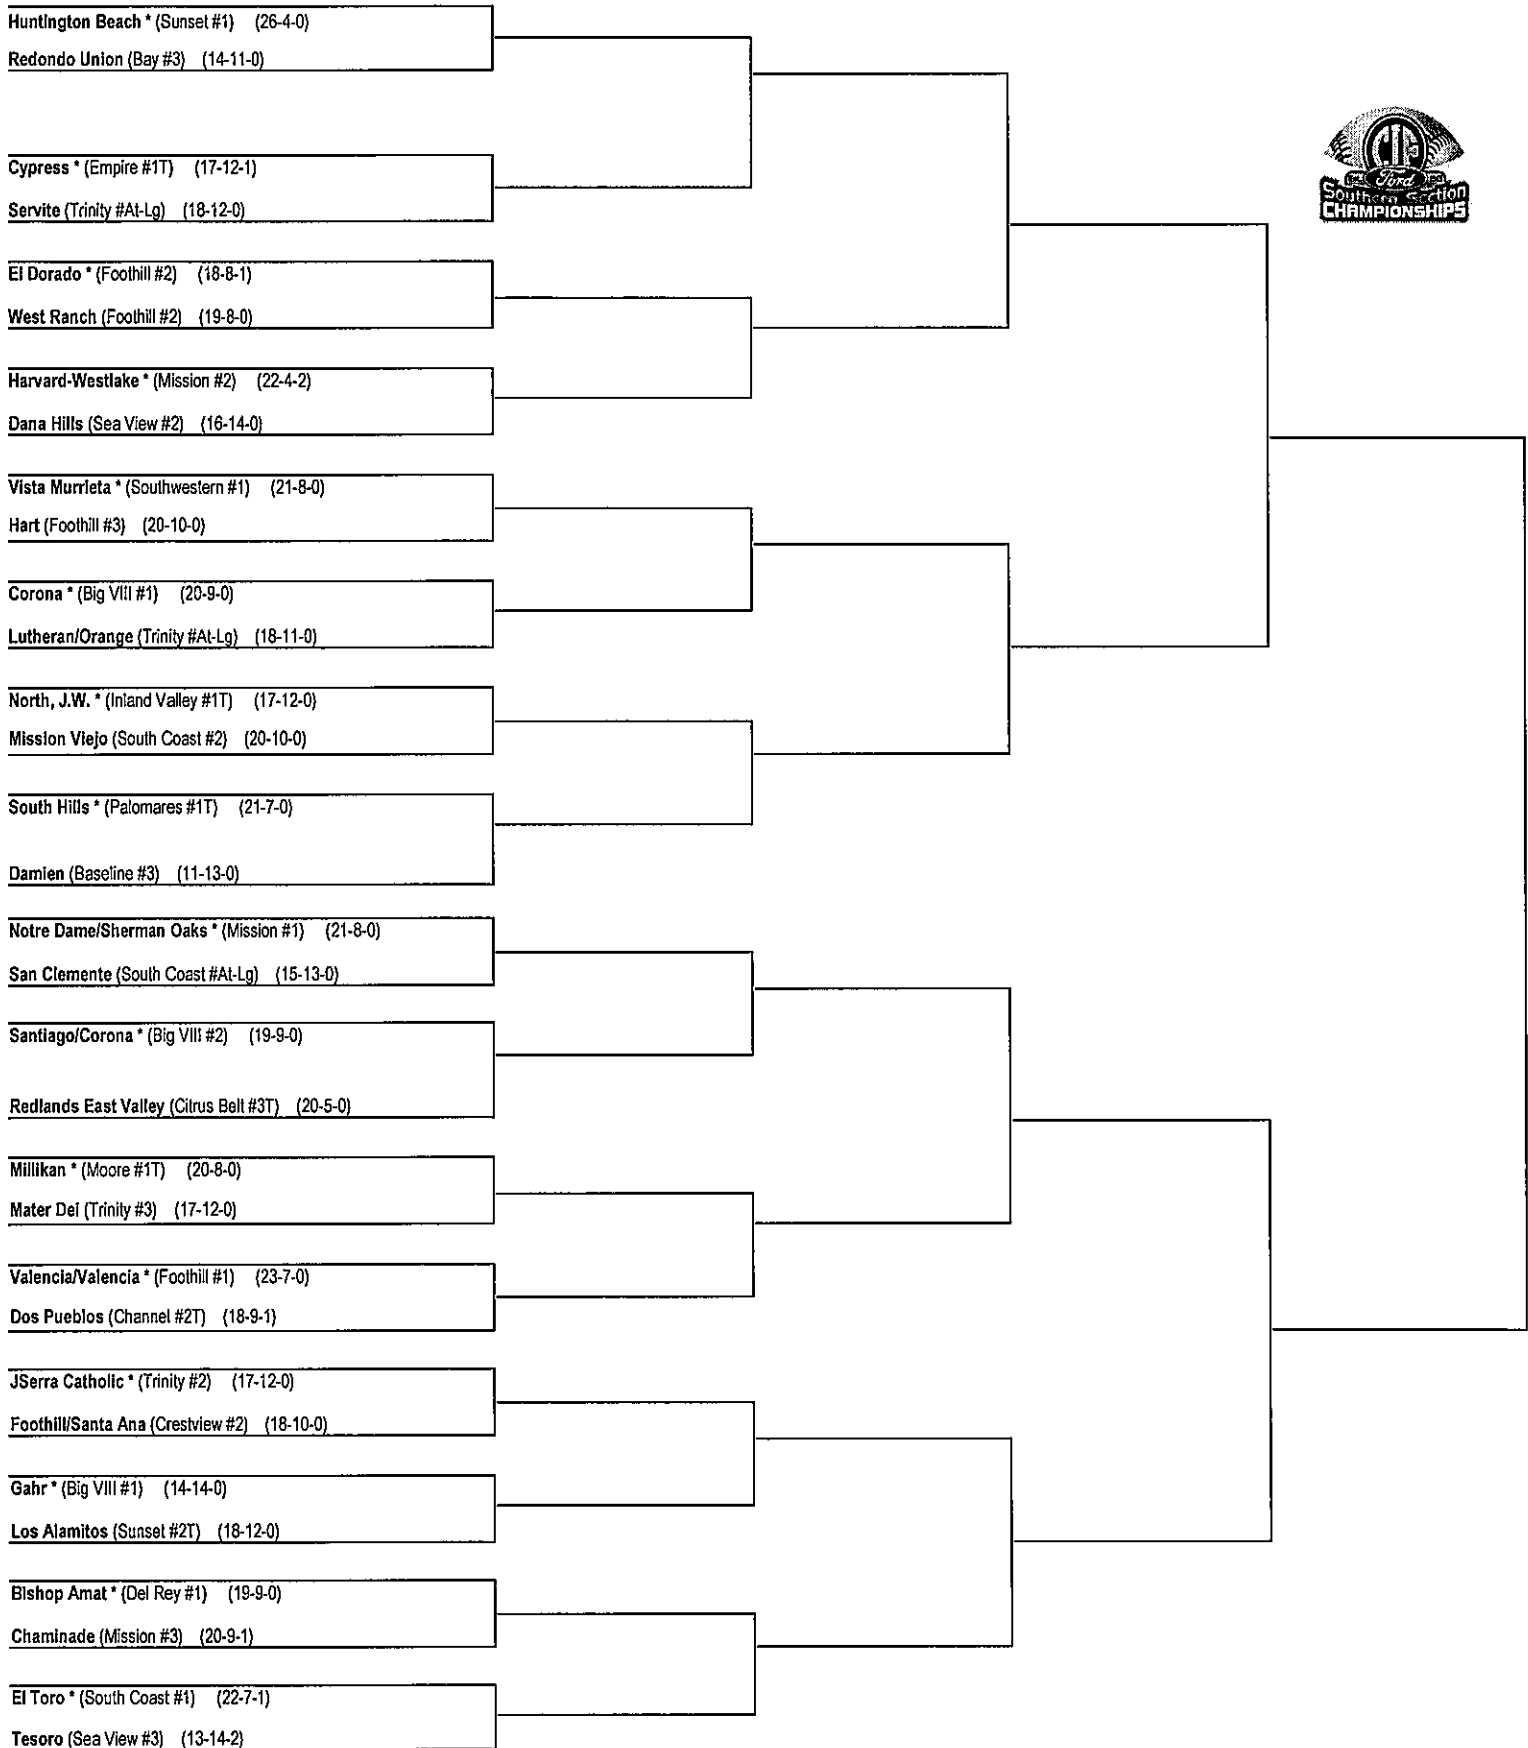 Huntington Beach * (Sunset #1) (26-4-0)
Redondo Union (Bay #3) (14-11-0)
Cypress * (Empire #1T) (17-12-1)
Servite (Trinity #At-Lg) (18-12-0)
El Dorado * (Foothill #2) (18-8-1)
West Ranch (Foothill #2) (19-8-0)
Harvard-Westlake * (Mission #2) (22-4-2)
Dana Hills (Sea View #2) (16-14-0)
Vista Murrieta * (Southwestern #1) (21-8-0)
Hart (Foothill #3) (20-10-0)
Corona * (Big VIII #1) (20-9-0)
Lutheran/Orange (Trinity #At-Lg) (18-11-0)
North, J.W. * (Inland Valley #1T) (17-12-0)
Mission Viejo (South Coast #2) (20-10-0)
South Hills * (Palomares #1T) (21-7-0)
Damien (Baseline #3) (11-13-0)
Notre Dame/Sherman Oaks * (Mission #1) (21-8-0)
San Clemente (South Coast #At-Lg) (15-13-0)
Santiago/Corona * (Big VIII #2) (19-9-0)
Redlands East Valley (Citrus Belt #3T) (20-5-0)
Millikan * (Moore #1T) (20-8-0)
Mater Dei (Trinity #3) (17-12-0)
Valencia/Valencia * (Foothill #1) (23-7-0)
Dos Pueblos (Channel #2T) (18-9-1)
JSerra Catholic * (Trinity #2) (17-12-0)
Foothill/Santa Ana (Crestview #2) (18-10-0)
Gahr * (Big VIII #1) (14-14-0)
Los Alamitos (Sunset #2T) (18-12-0)
Bishop Amat * (Del Rey #1) (19-9-0)
Chaminade (Mission #3) (20-9-1)
El Toro * (South Coast #1) (22-7-1)
Tesoro (Sea View #3) (13-14-2)
CIF
Ford
Southern Section
CHAMPIONSHIPS